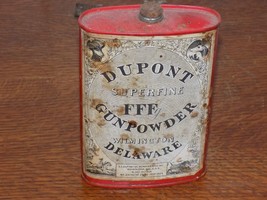 DUPONT
SUPERFINE
FFF
GUNPOWDER
WILMINGTON,
DELAWARE